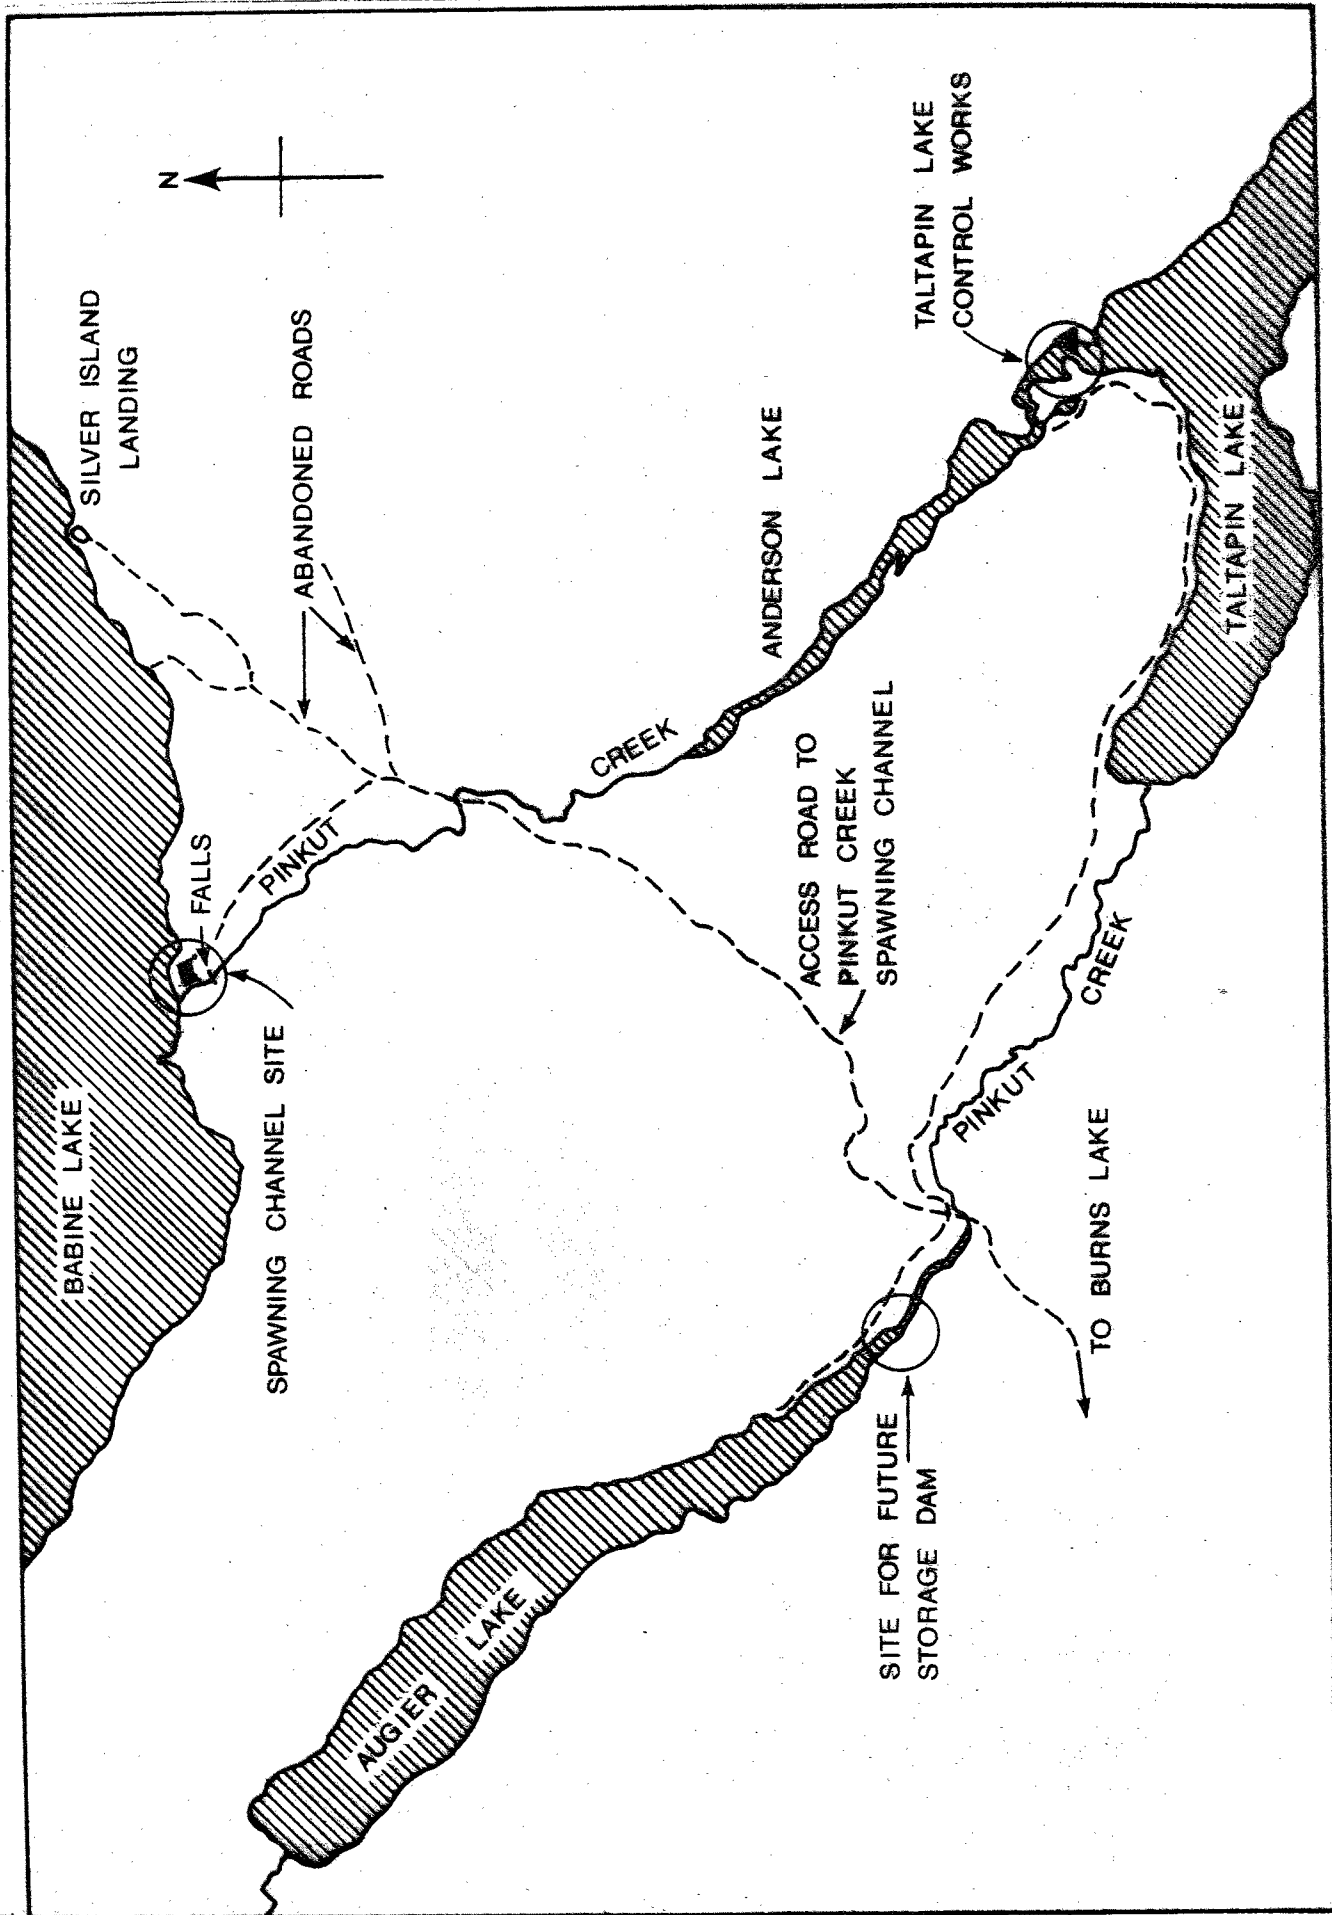 N
SILVER ISLAND
LANDING
ABANDONED ROADS
BABINE LAKE
FALLS
PINKUT
CREEK
SPAWNING CHANNEL SITE
ANDERSON LAKE
TALTAPIN LAKE
CONTROL WORKS
ACCESS ROAD TO
PINKUT CREEK
SPAWNING CHANNEL
TALTAPIN LAKE
PINKUT
CREEK
TO BURNS LAKE
SITE FOR FUTURE
STORAGE DAM
AUGIER
LAKE